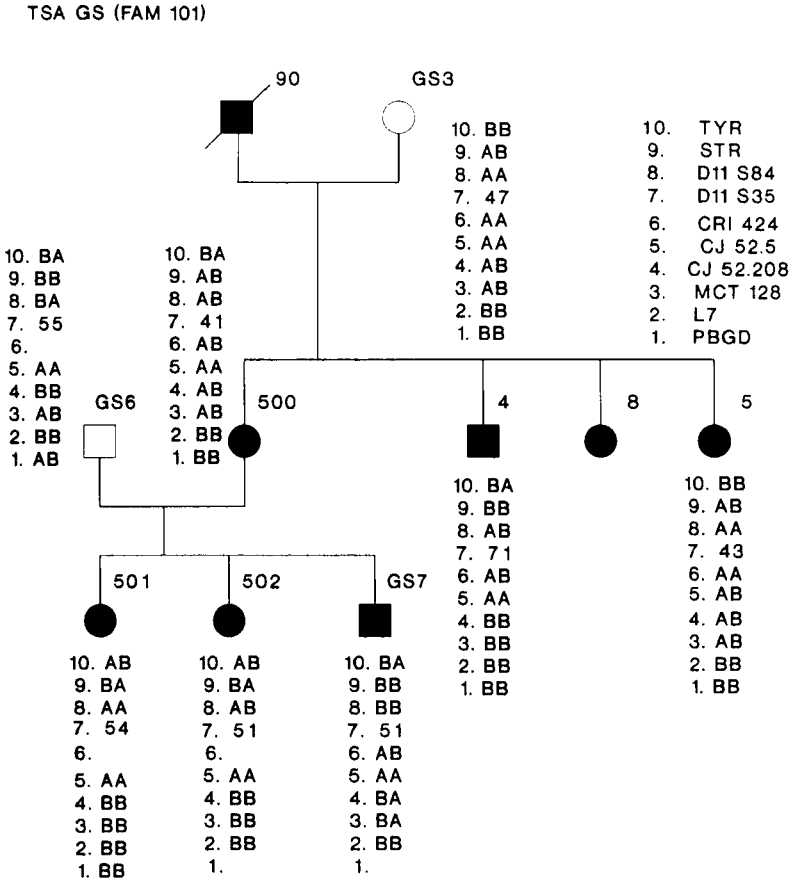 TSA GS (FAM 101)
90
GS3
10. BB
9. AB
8. AA
7. 47
6. AA
5. AA
4. AB
3. AB
2. BB
1. BB
10. TYR
9. STR
8. D11 S84
7. D11 S35
6. CRI 424
5. CJ 52.5
4. CJ 52.208
3. MCT 128
2. L7
1. PBGD
10. BA
9. BB
8. BA
7. 55
6.
5. AA
4. BB
3. AB
2. BB
1. AB
GS6
10. BA
9. AB
8. AB
7. 41
6. AB
5. AA
4. AB
3. AB
2. BB
1. BB
500
4
8
5
10. BA
9. BB
8. AB
7. 71
6. AB
5. AA
4. BB
3. BB
2. BB
1. BB
10. BB
9. AB
8. AA
7. 43
6. AA
5. AB
4. AB
3. AB
2. BB
1. BB
501
502
GS7
10. AB
9. BA
8. AA
7. 54
6.
5. AA
4. BB
3. BB
2. BB
1. BB
10. AB
9. BA
8. AB
7. 51
6.
5. AA
4. BB
3. BB
2. BB
1.
10. BA
9. BB
8. BB
7. 51
6. AB
5. AA
4. BA
3. BA
2. BB
1.